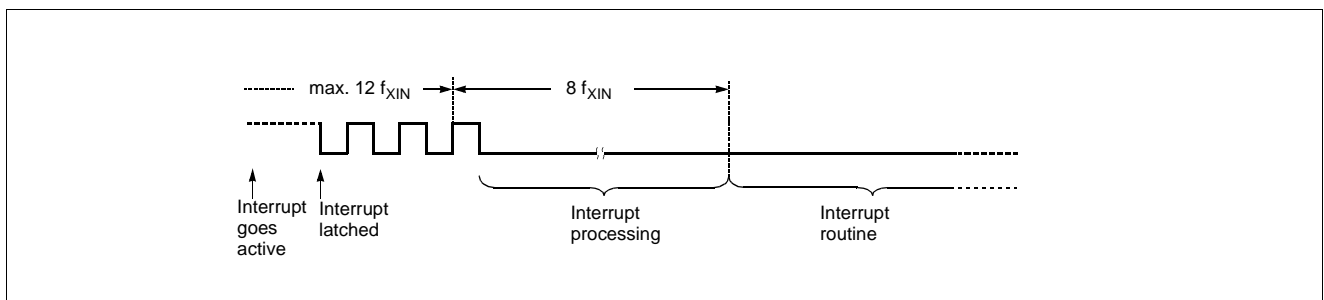 max. 12 fXIN
8 fXIN
Interrupt
goes
active
Interrupt
latched
Interrupt
processing
Interrupt
routine